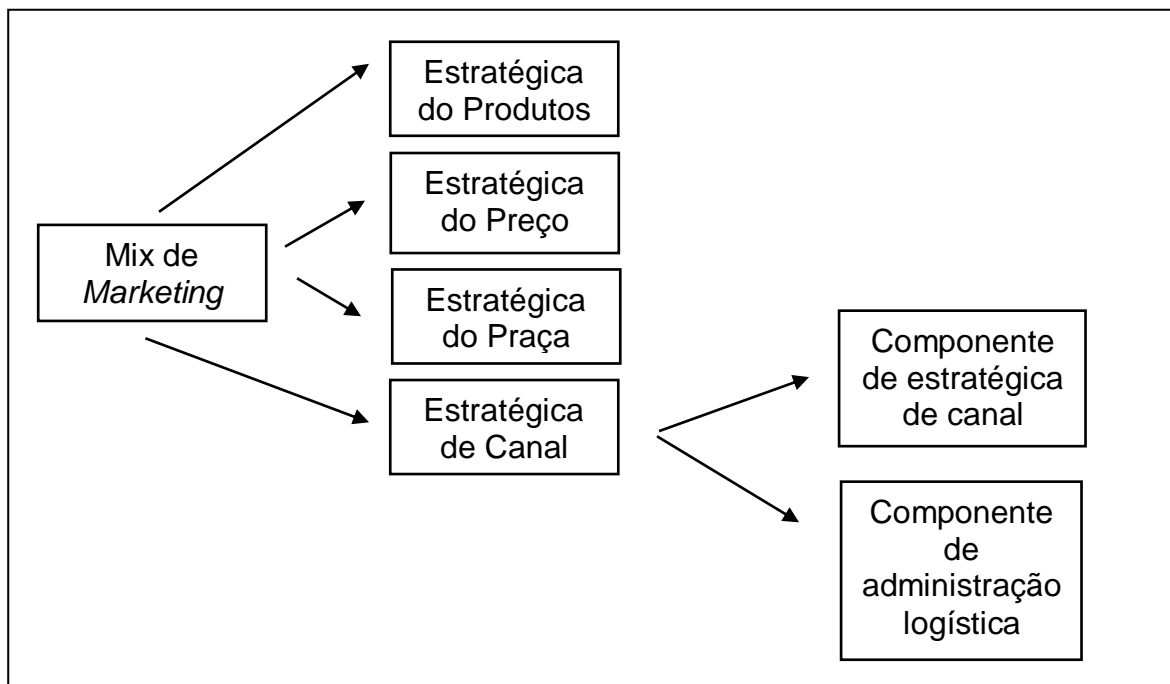 Estratégica
do Produtos
Estratégica
do Preço
Mix de
Marketing
Estratégica
do Praça
Estratégica
de Canal
Componente
de estratégica
de canal
Componente
de
administração
logística